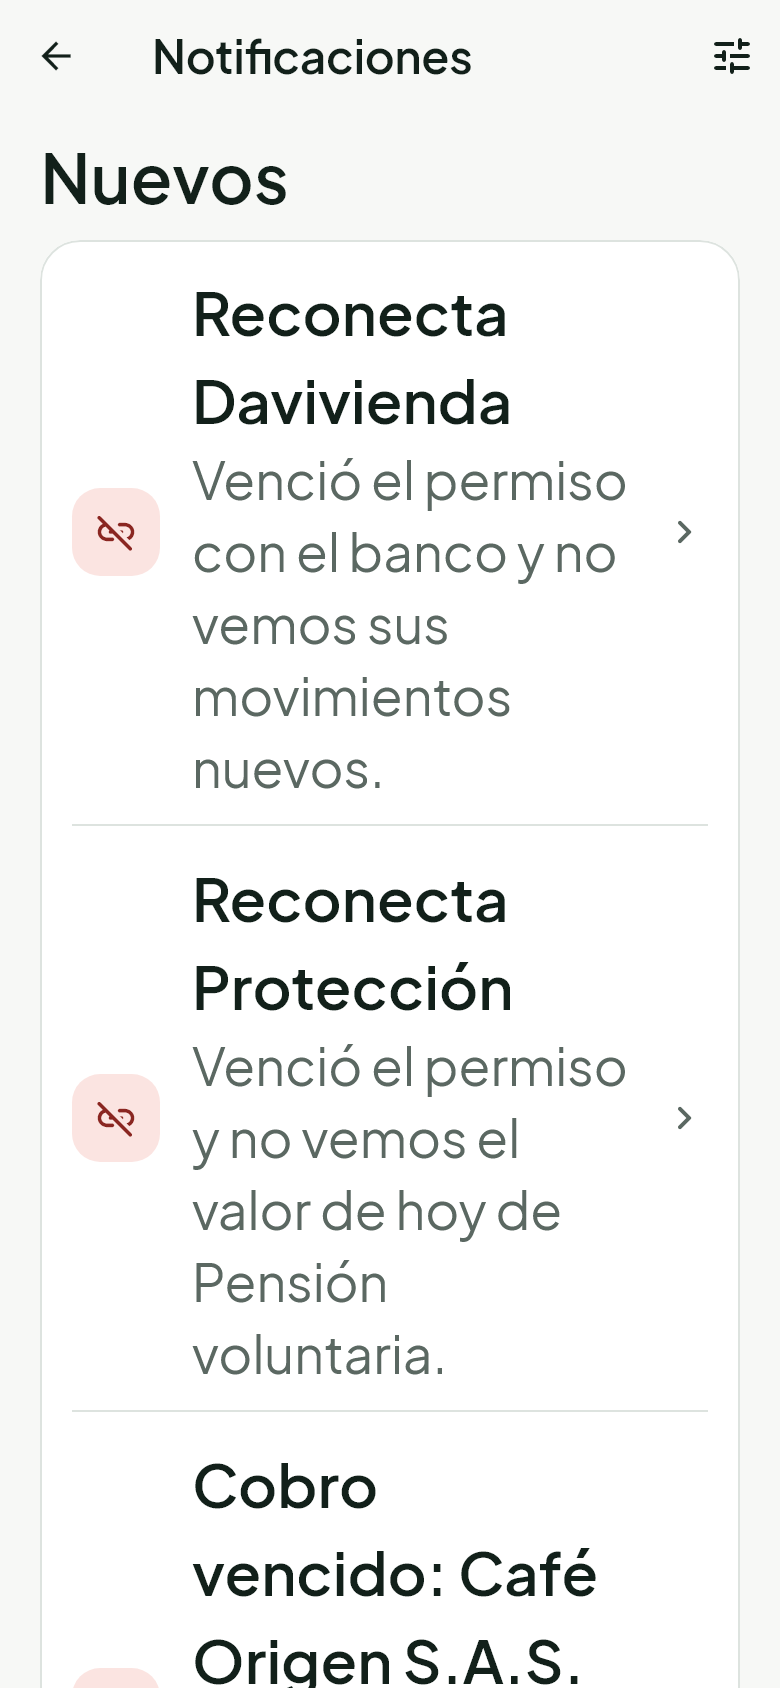 Notificaciones
Nuevos
Reconecta
Davivienda
Venció el permiso
con el banco y no
vemos sus
movimientos
nuevos.
Reconecta
Protección
Venció el permiso
y no vemos el
valor de hoy de
Pensión
voluntaria.
Cobro
vencido: Café
Origen S.A.S.